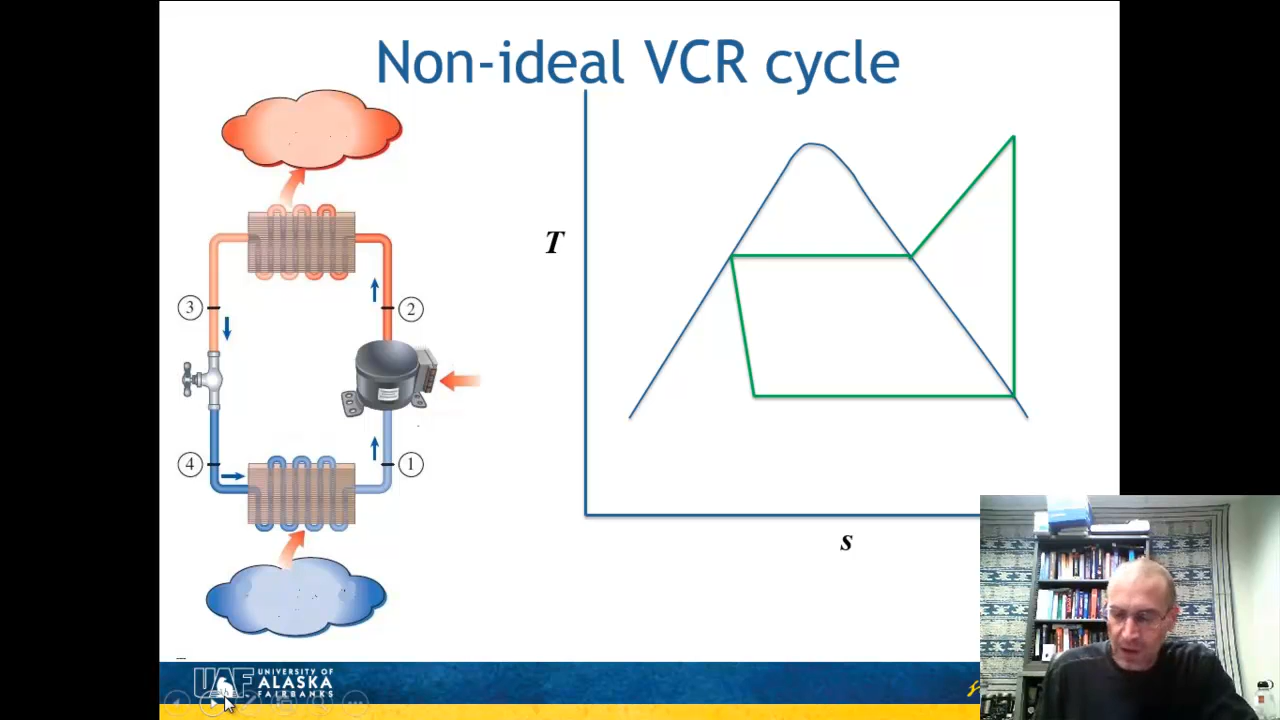 Non-ideal VCR cycle
T
3
2
4
1
s
UAF
UNIVERSITY OF
ALASKA
FAIRBANKS